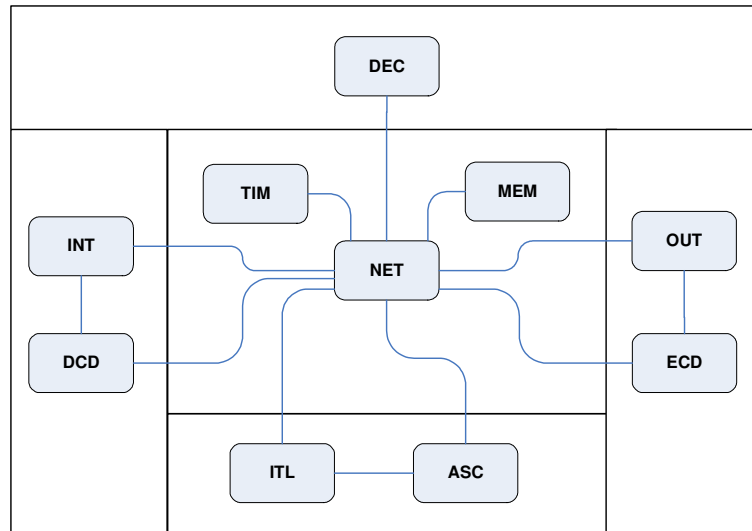 DEC
TIM
MEM
INT
OUT
NET
DCD
ECD
ITL
ASC